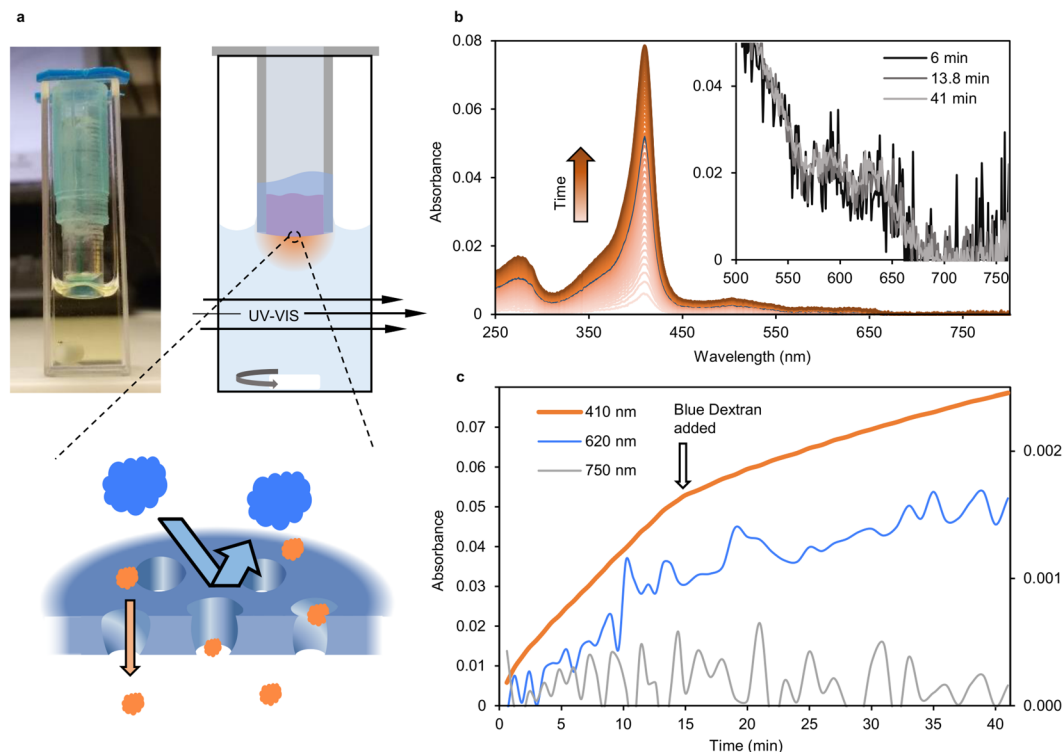 a
UV-VIS
b
0.08
0.06
0.04
0.02
0
Absorbance
Time
250
350
450
550
650
750
Wavelength (nm)
0.04
0.02
0
500
550
600
650
700
750
6 min
13.8 min
41 min
c
0.07
0.06
0.05
0.04
0.03
0.02
0.01
0
Absorbance
410 nm
620 nm
750 nm
Blue Dextran
added
0.002
0.001
0.000
0
5
10
15
20
25
30
35
40
Time (min)